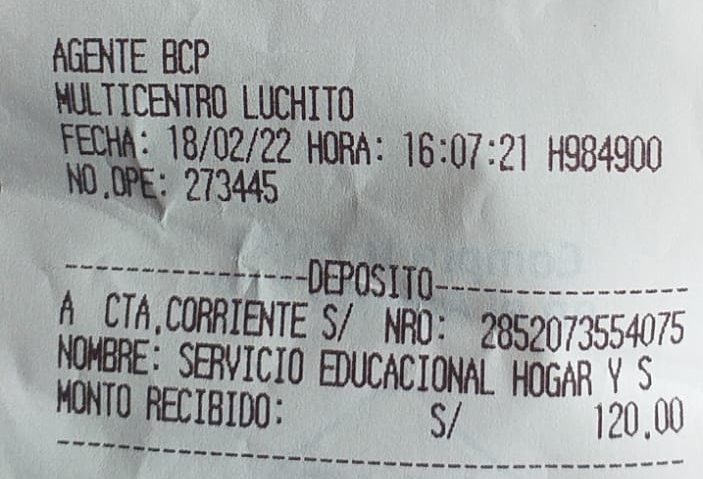 AGENTE BCP
MULTICENTRO LUCHITO
FECHA: 18/02/22 HORA: 16:07:21 H984900
NO.OPE: 273445
----------------DEPOSITO-----------------
A CTA.CORRIENTE S/ NRO: 2852073554075
NOMBRE: SERVICIO EDUCACIONAL HOGAR Y S
MONTO RECIBIDO: S/ 120.00
-----------------------------------------